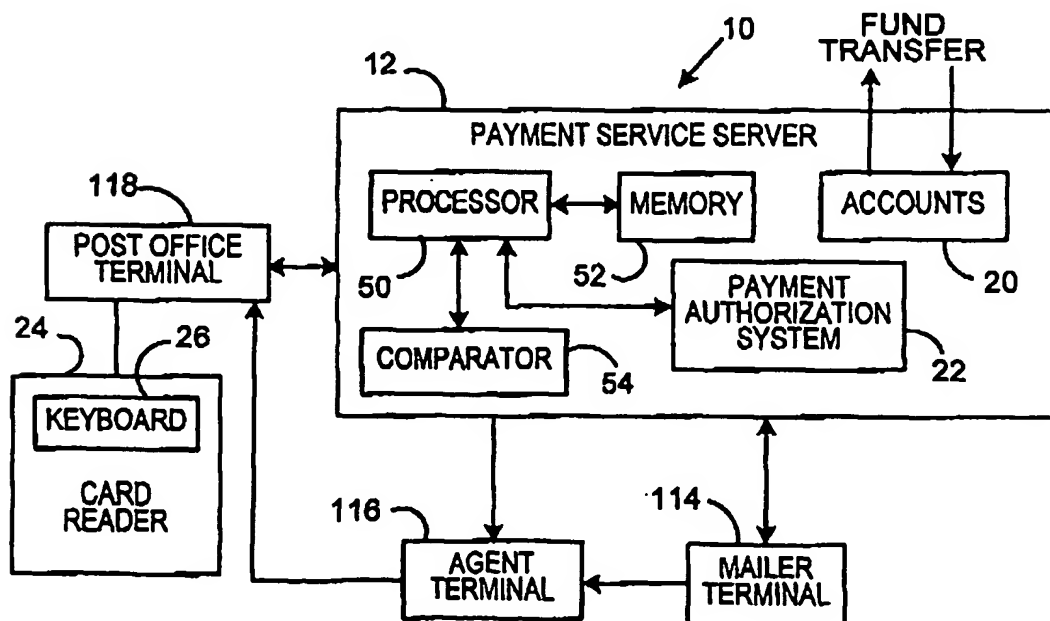 10
FUND
TRANSFER
12
PAYMENT SERVICE SERVER
118
PROCESSOR
MEMORY
ACCOUNTS
POST OFFICE
TERMINAL
50
52
20
PAYMENT
AUTHORIZATION
SYSTEM
24
26
COMPARATOR
54
22
KEYBOARD
CARD
READER
116
114
AGENT
TERMINAL
MAILER
TERMINAL